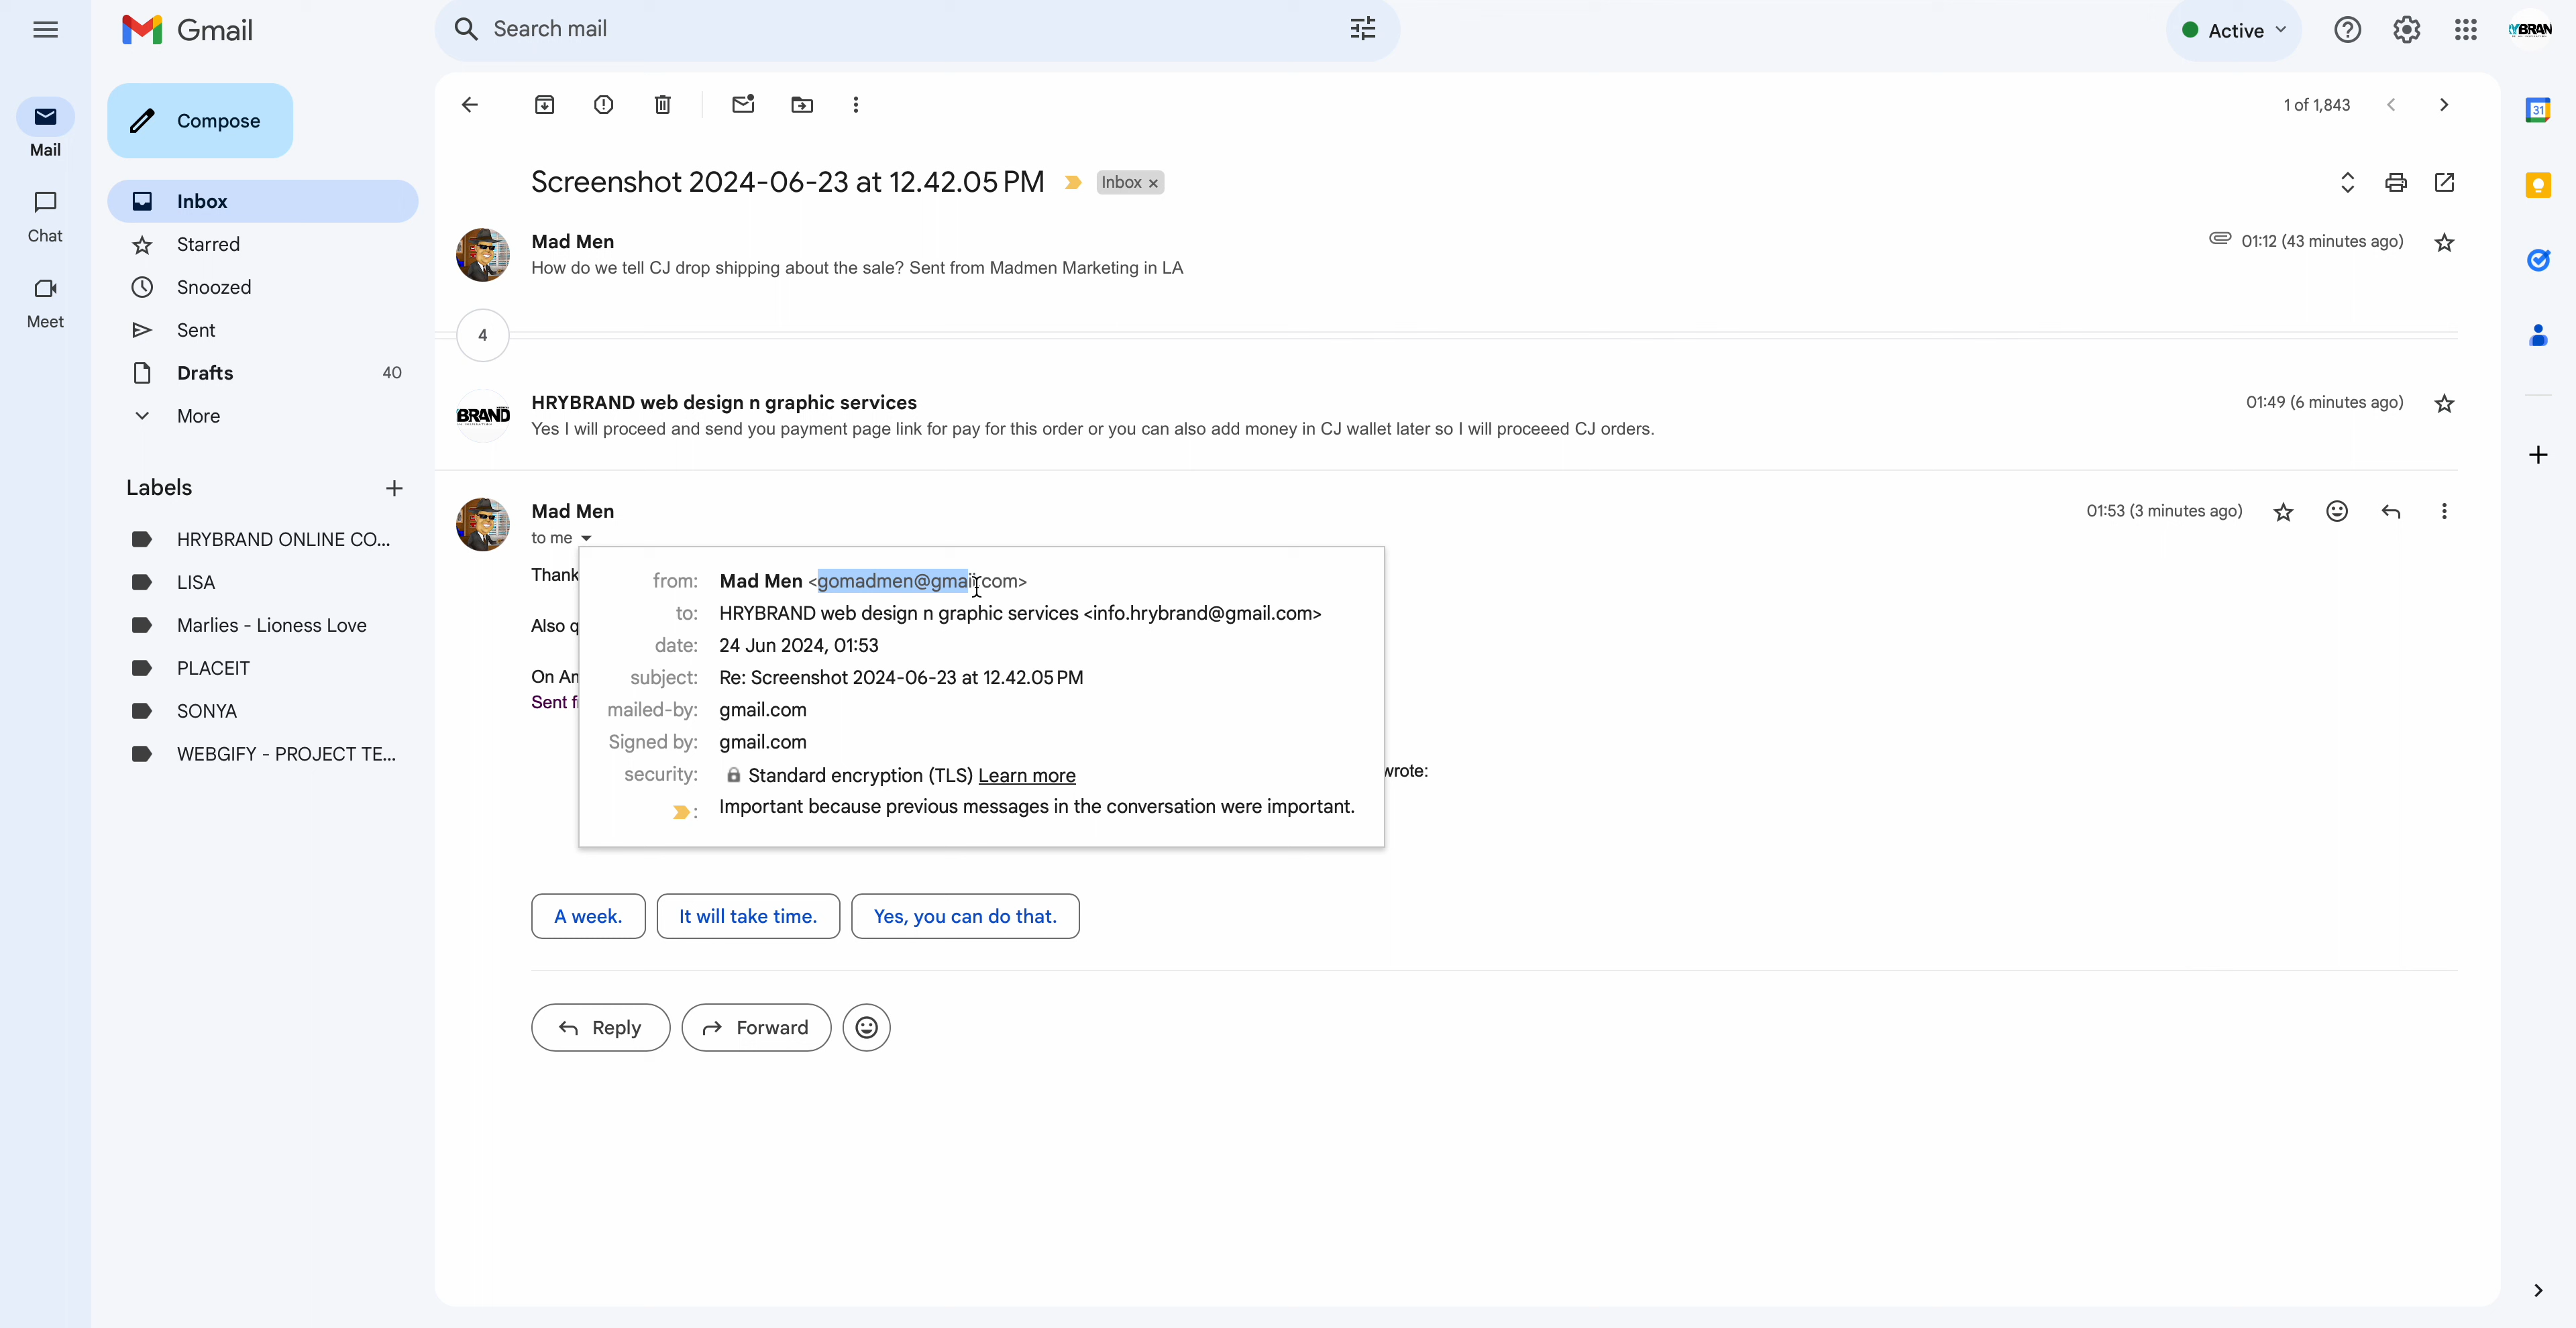 Gmail
Search mail
Active
YBRAN
Mail
Compose
1 of 1,843
31
Inbox
Screenshot 2024-06-23 at 12.42.05 PM
Inbox ×
Chat
Starred
Mad Men
01:12 (43 minutes ago)
How do we tell CJ drop shipping about the sale? Sent from Madmen Marketing in LA
Snoozed
Meet
Sent
4
Drafts 40
More
BRAND
HRYBRAND web design n graphic services
01:49 (6 minutes ago)
Yes I will proceed and send you payment page link for pay for this order or you can also add money in CJ wallet later so I will proceeed CJ orders.
Labels
HRYBRAND ONLINE CO...
LISA
Marlies - Lioness Love
PLACEIT
SONYA
WEBGIFY - PROJECT TE...
Mad Men
01:53 (3 minutes ago)
to me
Thank
Also q
On An
Sent f
wrote:
from: Mad Men <gomadmen@gmail.com>
to: HRYBRAND web design n graphic services <info.hrybrand@gmail.com>
date: 24 Jun 2024, 01:53
subject: Re: Screenshot 2024-06-23 at 12.42.05 PM
mailed-by: gmail.com
Signed by: gmail.com
security: Standard encryption (TLS) Learn more
: Important because previous messages in the conversation were important.
A week.
It will take time.
Yes, you can do that.
Reply
Forward